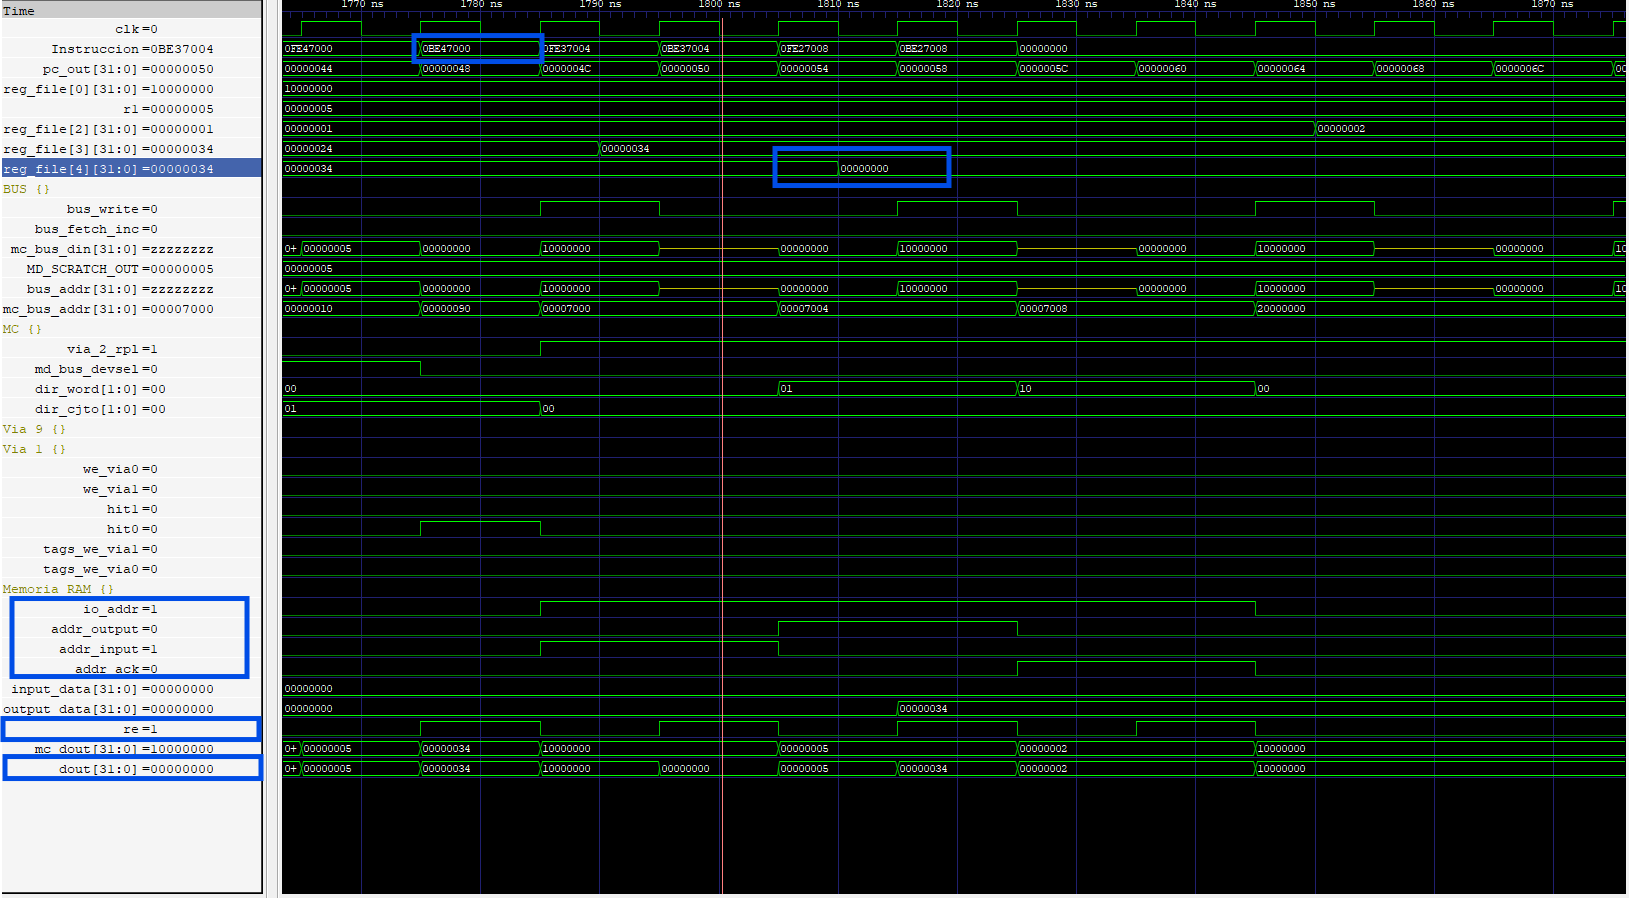 Time 1770 ns 1780 ns 1790 ns 1800 ns 1810 ns 1820 ns 1830 ns 1840 ns 1850 ns 1860 ns 1870 ns
clk=0
Instruccion=0BE37004 0FE47000 0BE47000 0FE37004 0BE37004 0FE27008 0BE27008 00000000
pc_out[31:0]=00000050 00000044 00000048 0000004C 00000050 00000054 00000058 0000005C 00000060 00000064 00000068 0000006C 00
reg_file[0][31:0]=10000000 10000000
r1=00000005 00000005
reg_file[2][31:0]=00000001 00000001 00000002
reg_file[3][31:0]=00000034 00000024 00000034
reg_file[4][31:0]=00000034 00000034 00000000
BUS {}
bus_write=0
bus_fetch_inc=0
mc_bus_din[31:0]=zzzzzzzz 0+ 00000005 00000000 10000000 00000000 10000000 00000000 10000000 00000000 10
MD_SCRATCH_OUT=00000005 00000005
bus_addr[31:0]=zzzzzzzz 0+ 00000005 00000000 10000000 00000000 10000000 00000000 10000000 00000000 10
mc_bus_addr[31:0]=00007000 00000010 00000090 00007000 00007004 00007008 20000000
MC {}
via_2_rpl=1
md_bus_devsel=0
dir_word[1:0]=00 00 01 10 00
dir_cjto[1:0]=00 01 00
Via 9 {}
Via 1 {}
we_via0=0
we_via1=0
hit1=0
hit0=0
tags_we_via1=0
tags_we_via0=0
Memoria RAM {}
io_addr=1
addr_output=0
addr_input=1
addr_ack=0
input_data[31:0]=00000000 00000000
output_data[31:0]=00000000 00000000 00000034
re=1
mc_dout[31:0]=10000000 0+ 00000005 00000034 10000000 00000005 00000002 10000000
dout[31:0]=00000000 0+ 00000005 00000034 10000000 00000000 00000005 00000034 00000002 10000000